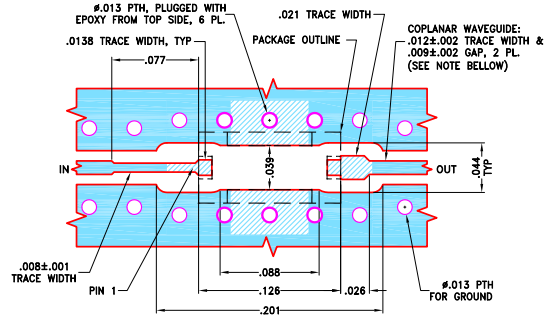 ø.013 PTH, PLUGGED WITH
EPOXY FROM TOP SIDE, 6 PL.
.021 TRACE WIDTH
.0138 TRACE WIDTH, TYP
PACKAGE OUTLINE
COPLANAR WAVEGUIDE:
.012±.002 TRACE WIDTH &
.009±.002 GAP, 2 PL.
(SEE NOTE BELLOW)
.077
IN
.039
OUT
.044
TYP
.008±.001
TRACE WIDTH
PIN 1
.088
.126
.026
.201
ø.013 PTH
FOR GROUND